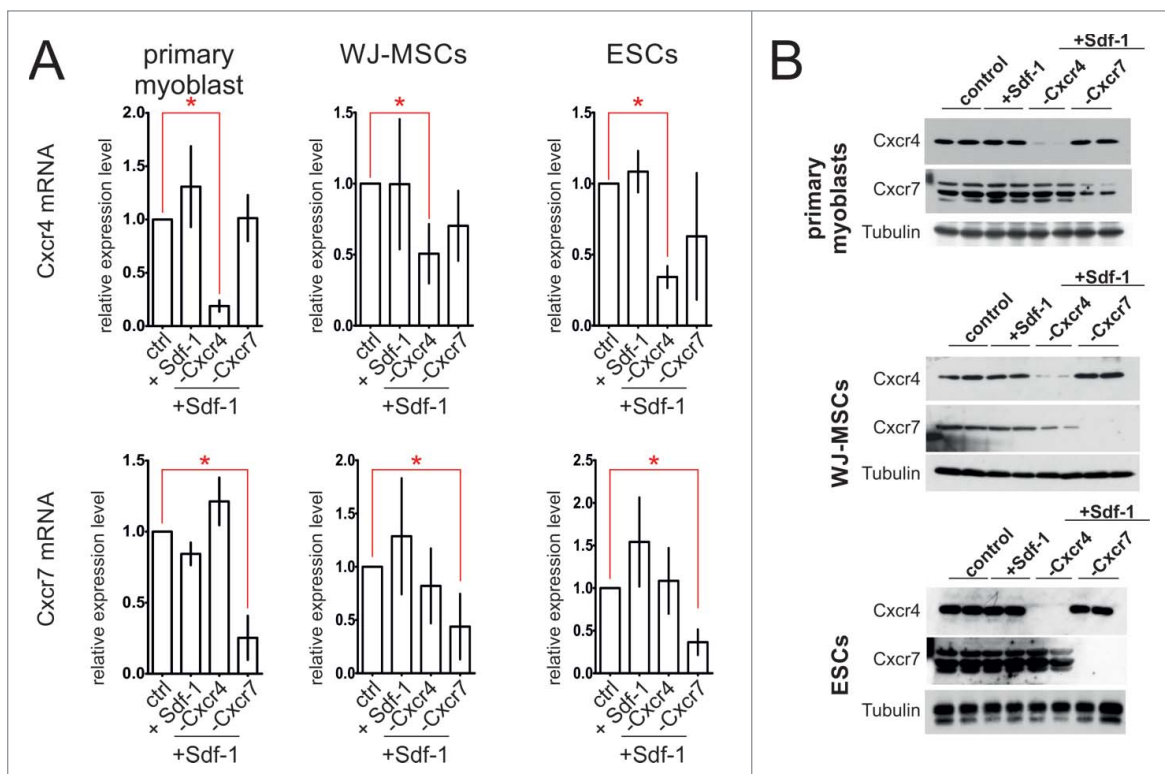 A
primary
myoblast
WJ-MSCs
ESCs
Cxcr4 mRNA
relative expression level
2.0
1.5
1.0
0.5
0.0
*
ctrl
+ Sdf-1
-Cxcr4
-Cxcr7
+Sdf-1
relative expression level
1.5
1.0
0.5
0.0
*
ctrl
+ Sdf-1
-Cxcr4
-Cxcr7
+Sdf-1
relative expression level
1.5
1.0
0.5
0.0
*
ctrl
+ Sdf-1
-Cxcr4
-Cxcr7
+Sdf-1
Cxcr7 mRNA
relative expression level
1.5
1.0
0.5
0.0
*
ctrl
+ Sdf-1
-Cxcr4
-Cxcr7
+Sdf-1
relative expression level
2.0
1.5
1.0
0.5
0.0
*
ctrl
+ Sdf-1
-Cxcr4
-Cxcr7
+Sdf-1
relative expression level
2.5
2.0
1.5
1.0
0.5
0.0
*
ctrl
+ Sdf-1
-Cxcr4
-Cxcr7
+Sdf-1
B
+Sdf-1
control
+Sdf-1
-Cxcr4
-Cxcr7
primary
myoblasts
Cxcr4
Cxcr7
Tubulin
+Sdf-1
control
+Sdf-1
-Cxcr4
-Cxcr7
WJ-MSCs
Cxcr4
Cxcr7
Tubulin
+Sdf-1
control
+Sdf-1
-Cxcr4
-Cxcr7
ESCs
Cxcr4
Cxcr7
Tubulin